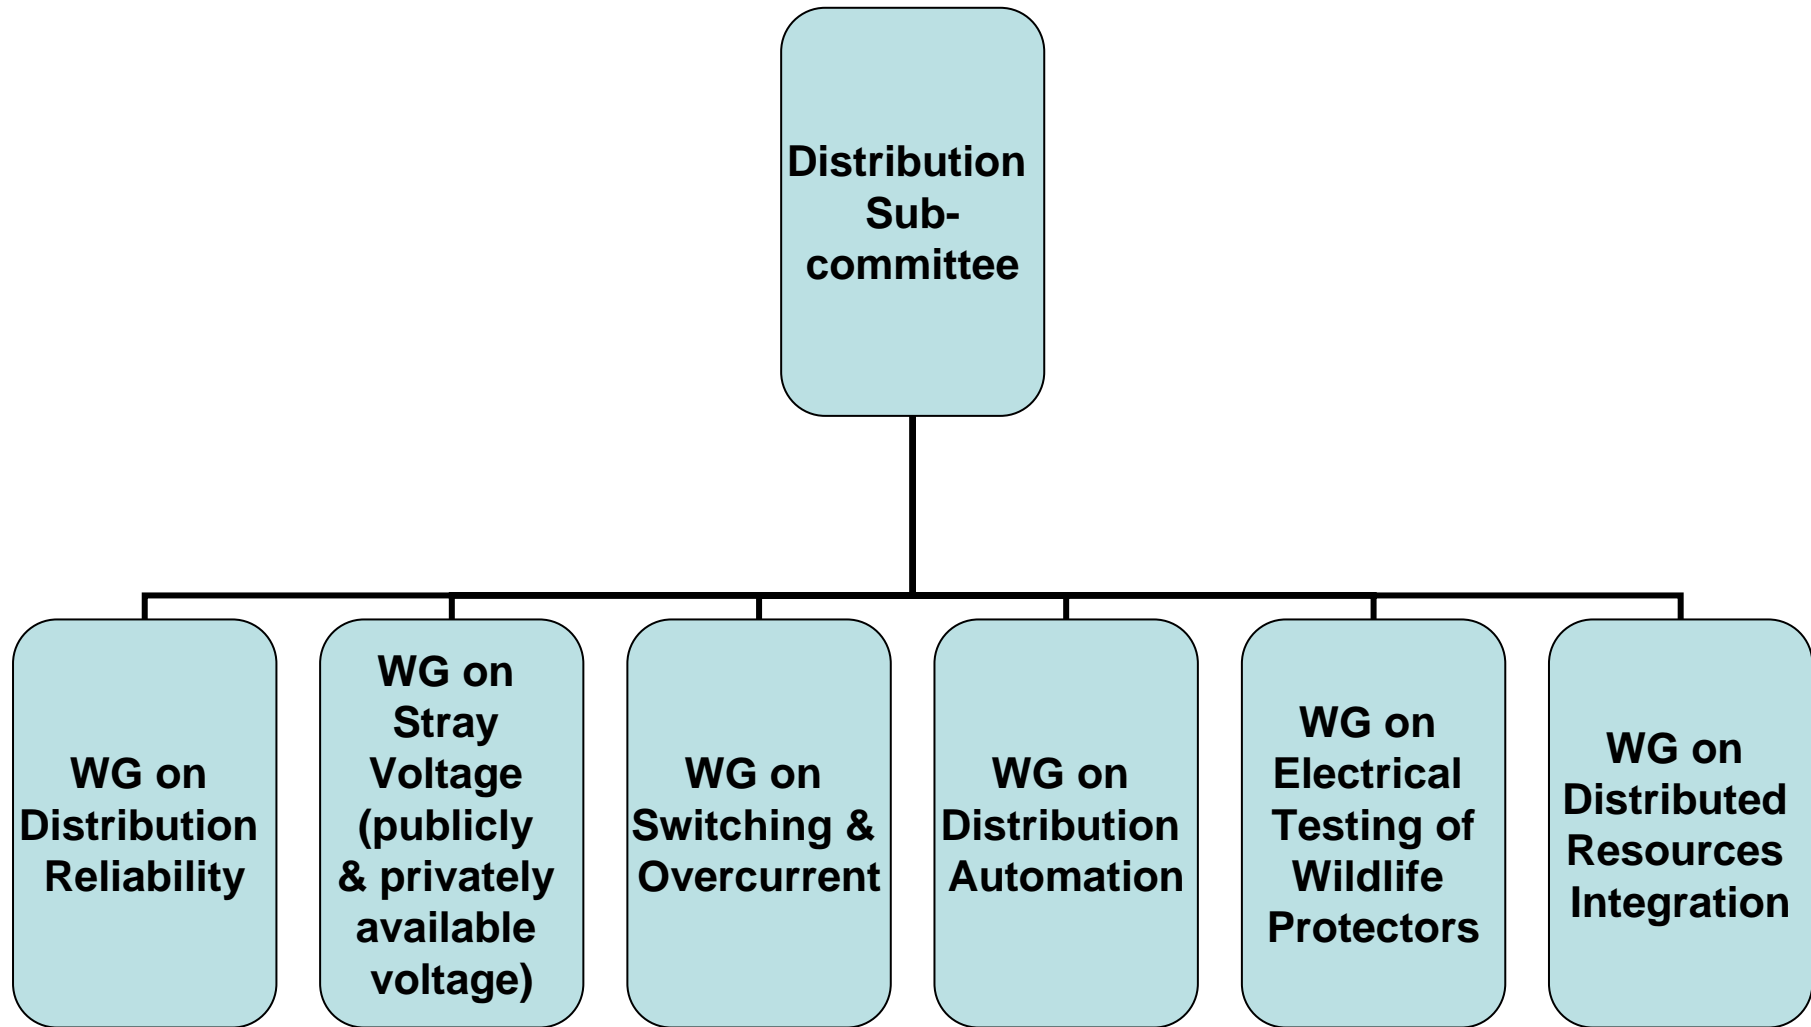 Distribution
Sub-
committee
WG on
Distribution
Reliability
WG on
Stray
Voltage
(publicly
& privately
available
voltage)
WG on
Switching &
Overcurrent
WG on
Distribution
Automation
WG on
Electrical
Testing of
Wildlife
Protectors
WG on
Distributed
Resources
Integration